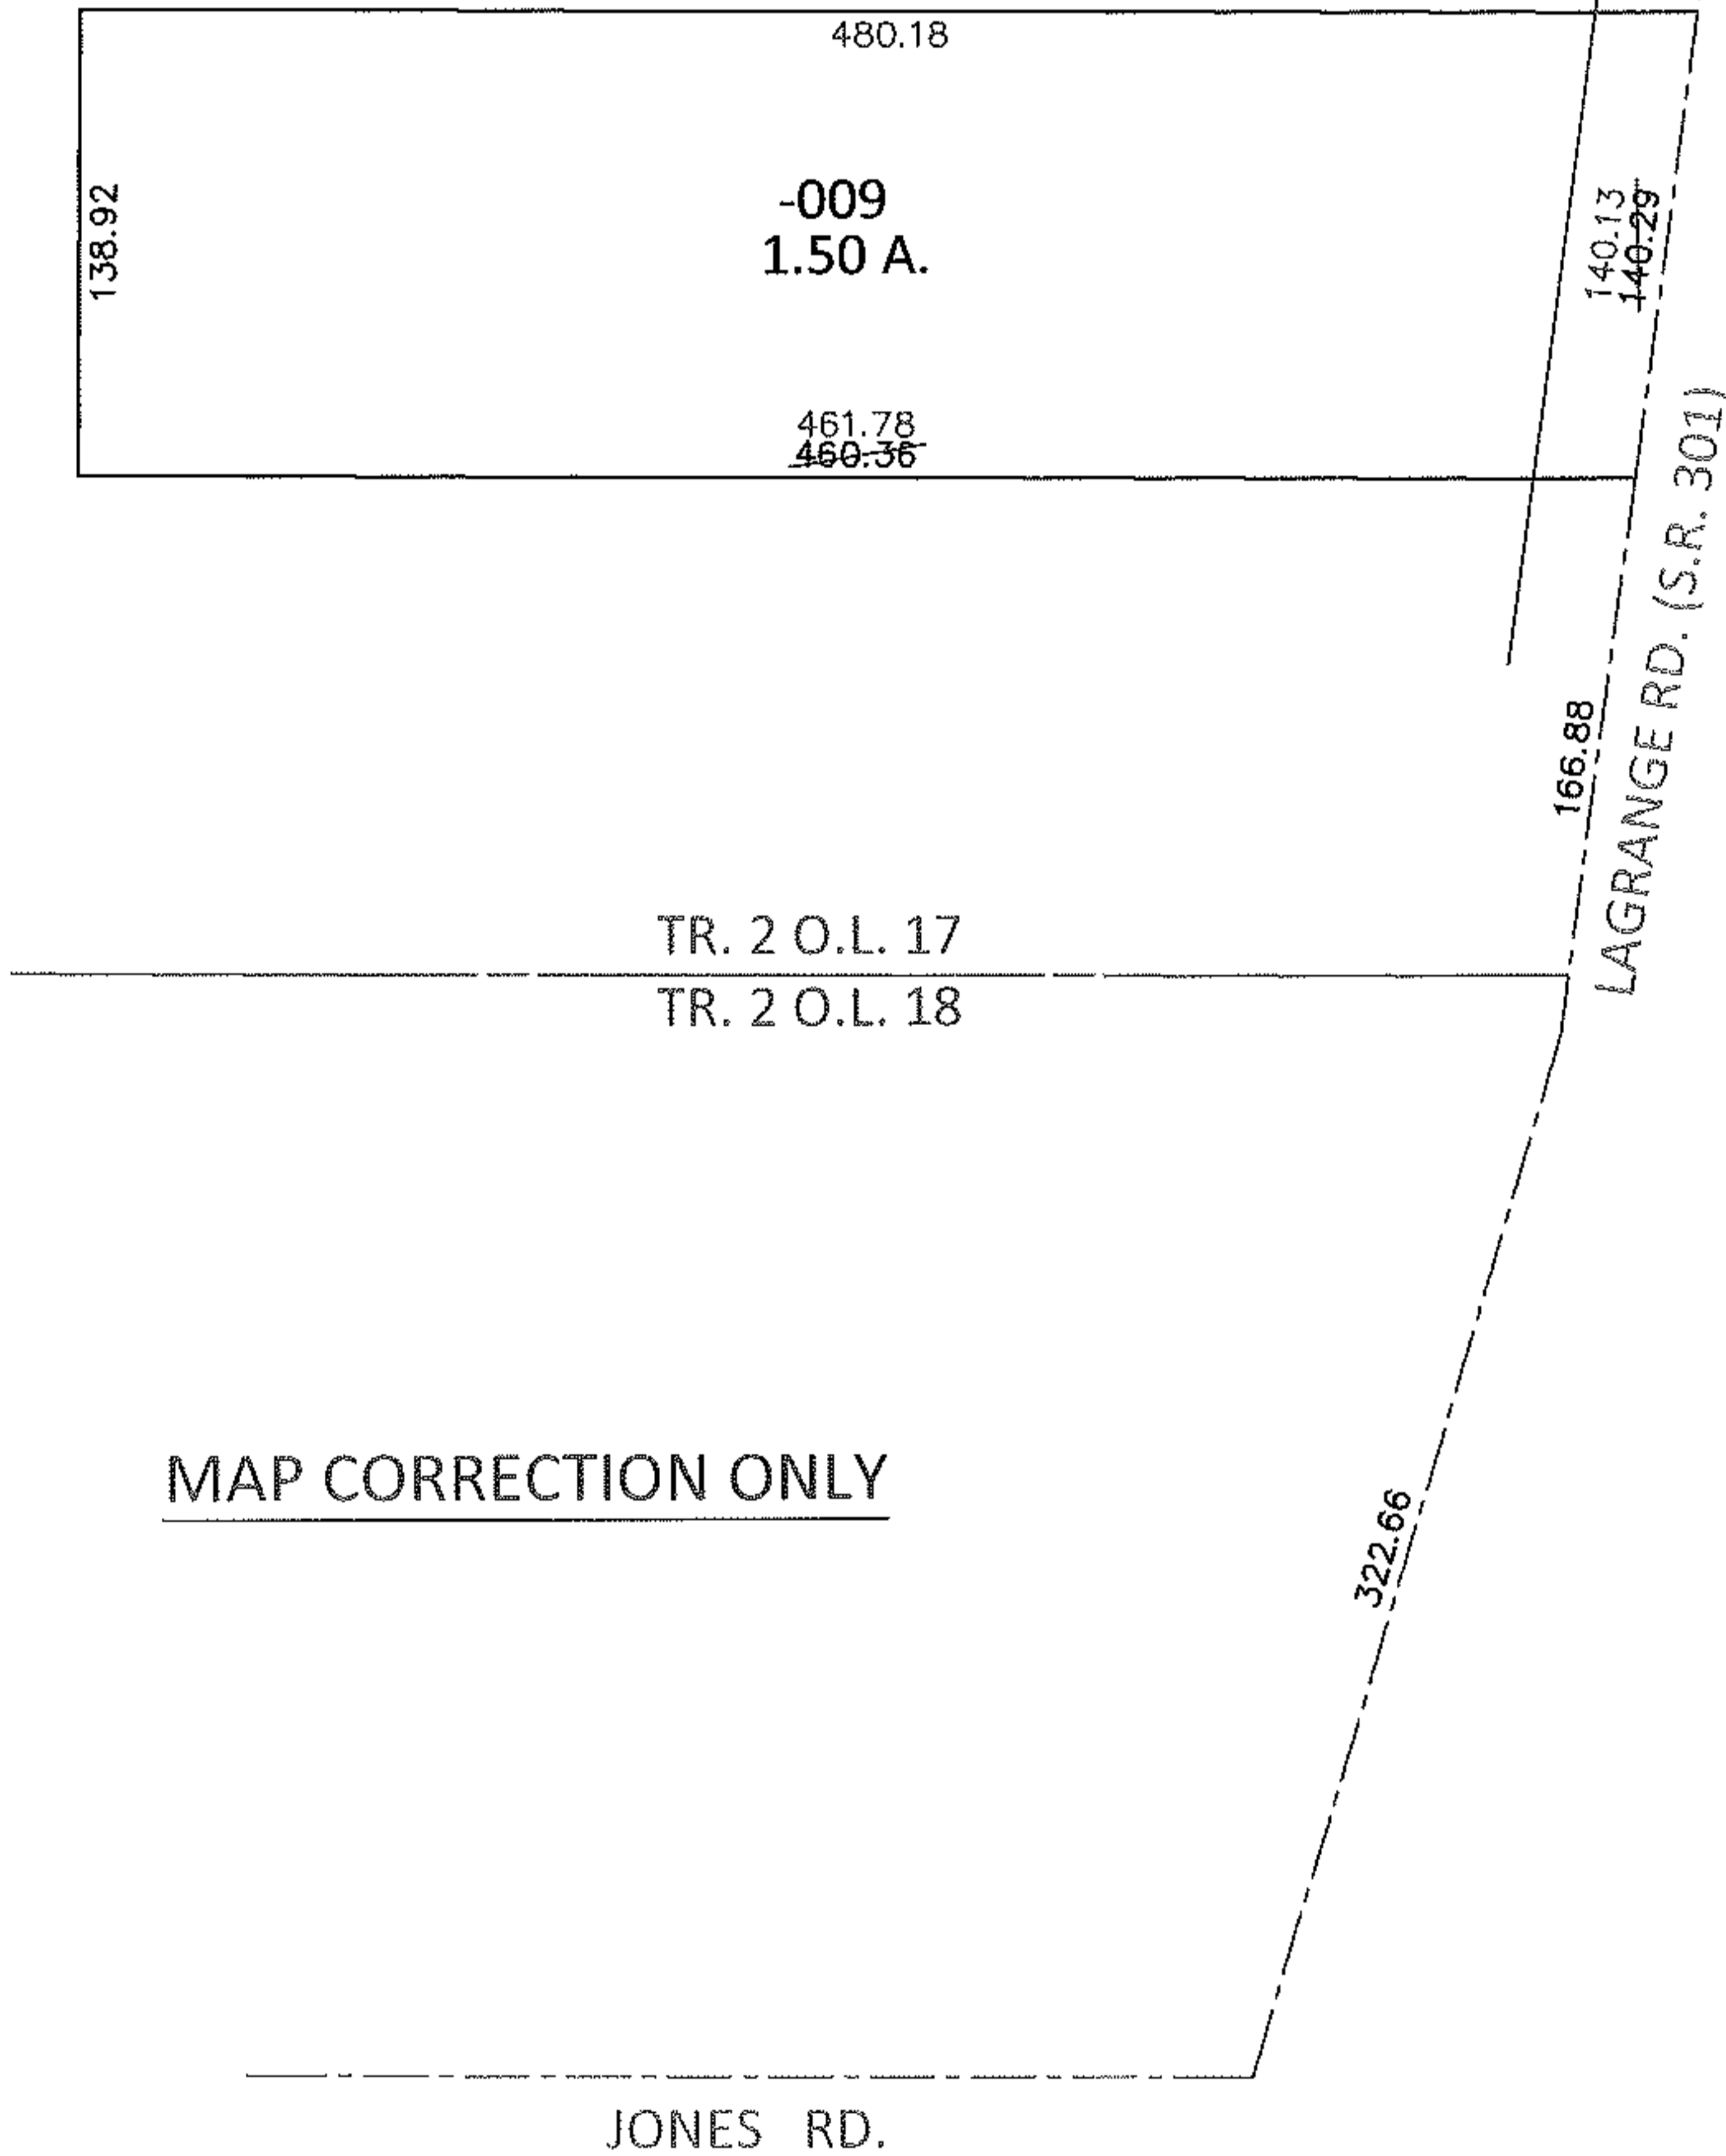 480.18
138.92
-009
1.50 A.
140.13
140.29
461.78
460.36
LAGRANGE RD. (S.R. 301)
166.88
TR. 2 O.L. 17
TR. 2 O.L. 18
MAP CORRECTION ONLY
322.66
JONES RD.